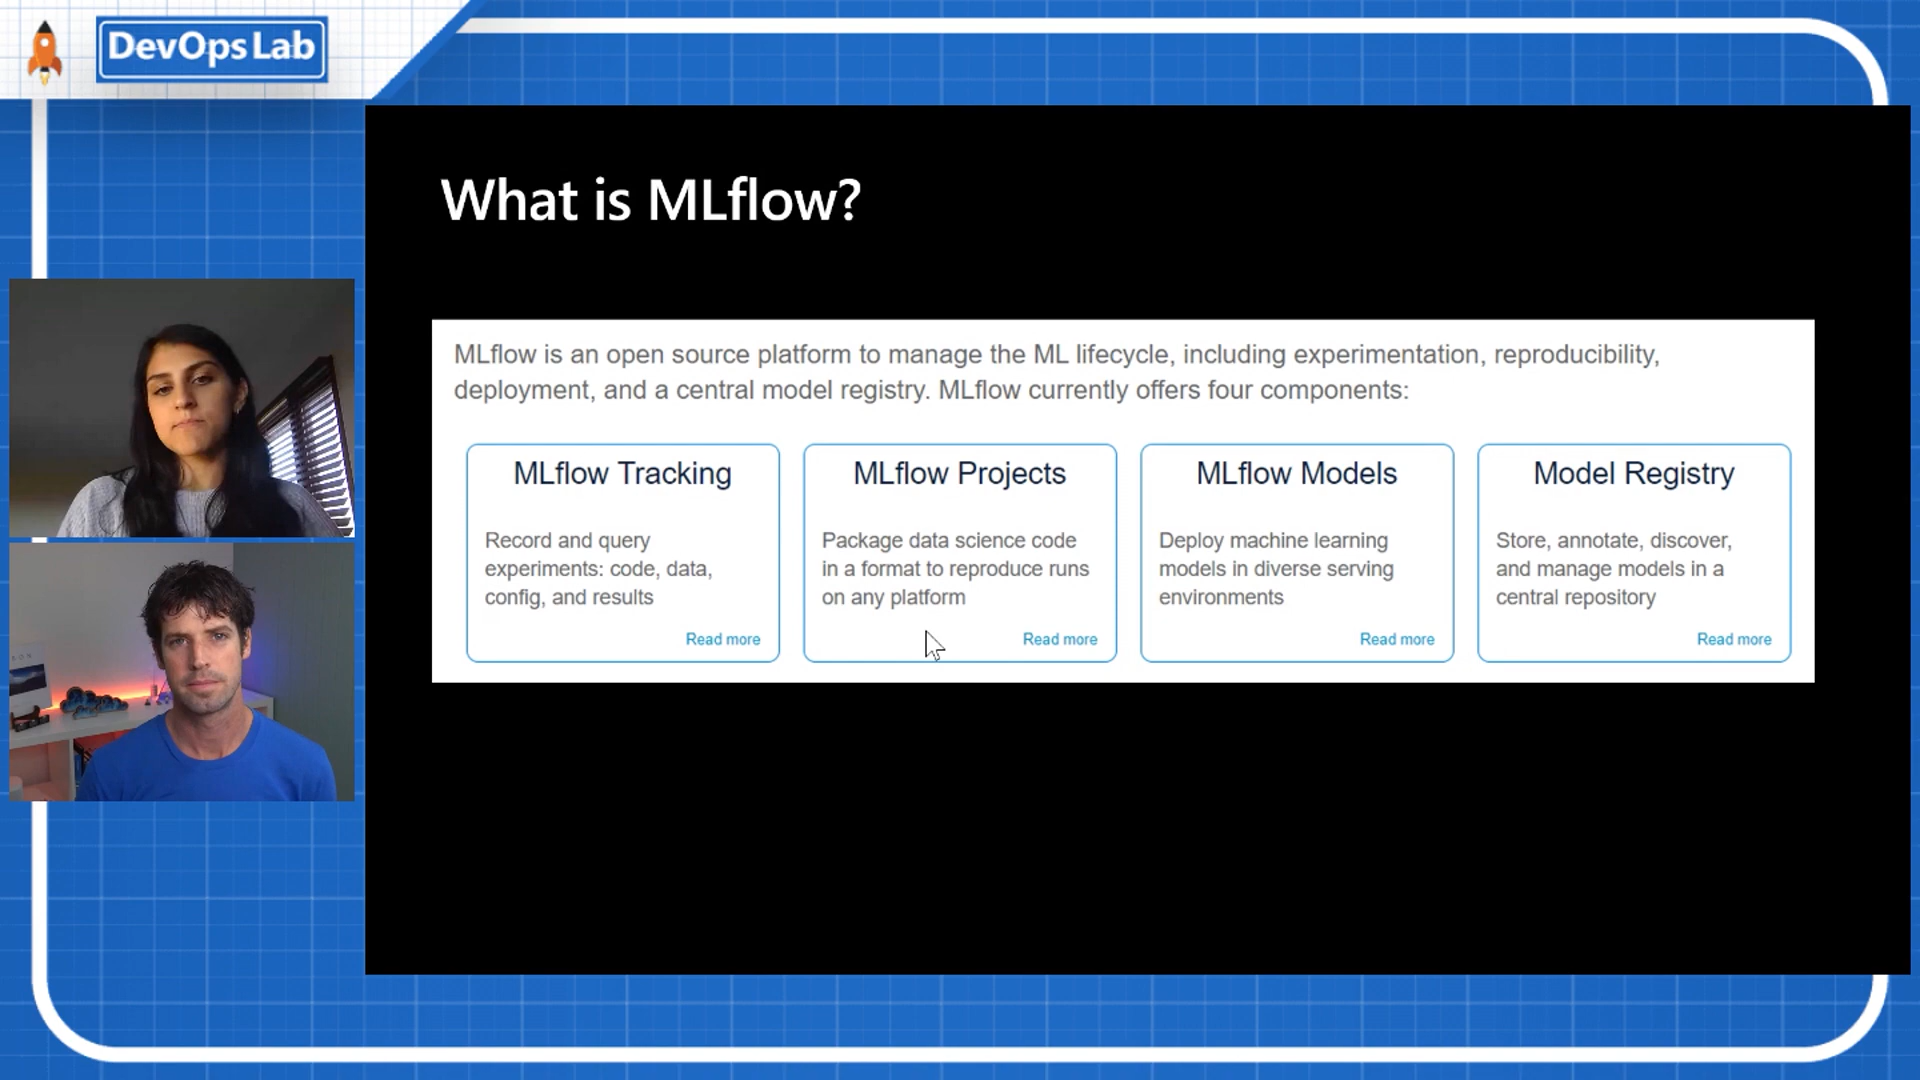 DevOps Lab
What is MLflow?
MLflow is an open source platform to manage the ML lifecycle, including experimentation, reproducibility,
deployment, and a central model registry. MLflow currently offers four components:
MLflow Tracking
Record and query
experiments: code, data,
config, and results
Read more
MLflow Projects
Package data science code
in a format to reproduce runs
on any platform
Read more
MLflow Models
Deploy machine learning
models in diverse serving
environments
Read more
Model Registry
Store, annotate, discover,
and manage models in a
central repository
Read more